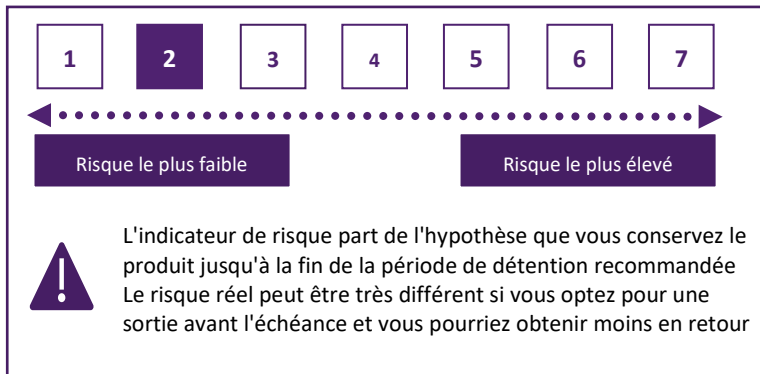 1 2 3 4 5 6 7
Risque le plus faible Risque le plus élevé
L'indicateur de risque part de l'hypothèse que vous conservez le
produit jusqu'à la fin de la période de détention recommandée
Le risque réel peut être très différent si vous optez pour une
sortie avant l'échéance et vous pourriez obtenir moins en retour